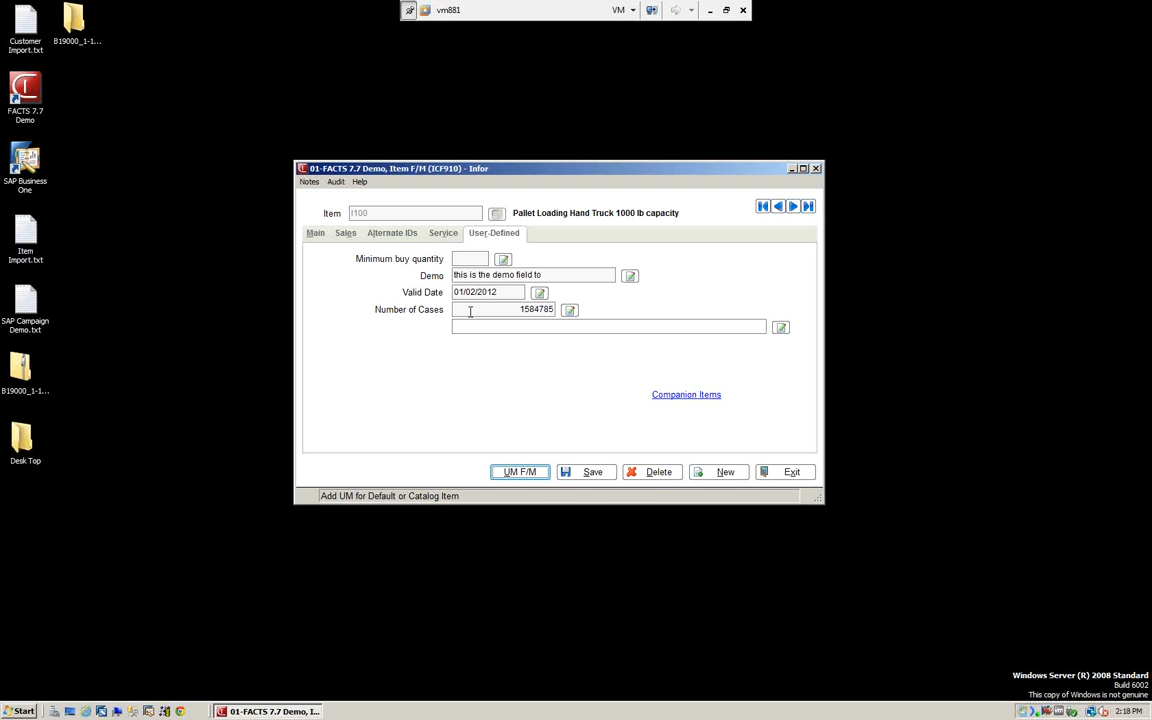 vm881
VM
Customer
Import.txt
B19000_1-1...
FACTS 7.7
Demo
SAP Business
One
Item
Import.txt
SAP Campaign
Demo.txt
B19000_1-1...
Desk Top
01-FACTS 7.7 Demo, Item F/M (ICF910) - Infor
Notes Audit Help
Item I100 Pallet Loading Hand Truck 1000 lb capacity
Main Sales Alternate IDs Service User-Defined
Minimum buy quantity
Demo this is the demo field to
Valid Date 01/02/2012
Number of Cases 1584785
Companion Items
UM F/M Save Delete New Exit
Add UM for Default or Catalog Item
Windows Server (R) 2008 Standard
Build 6002
This copy of Windows is not genuine
Start 01-FACTS 7.7 Demo, It... 2:18 PM